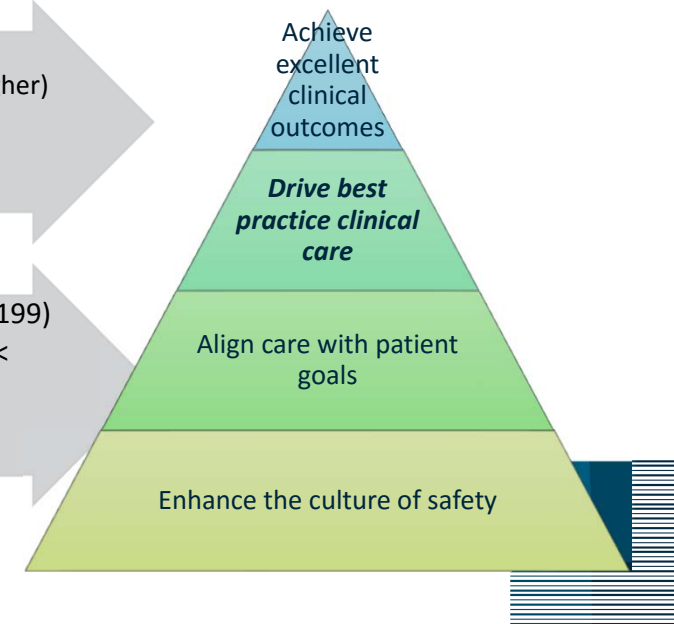 Achieve
excellent
clinical
outcomes
her)
Drive best
practice clinical
care
199)
<
Align care with patient
goals
Enhance the culture of safety